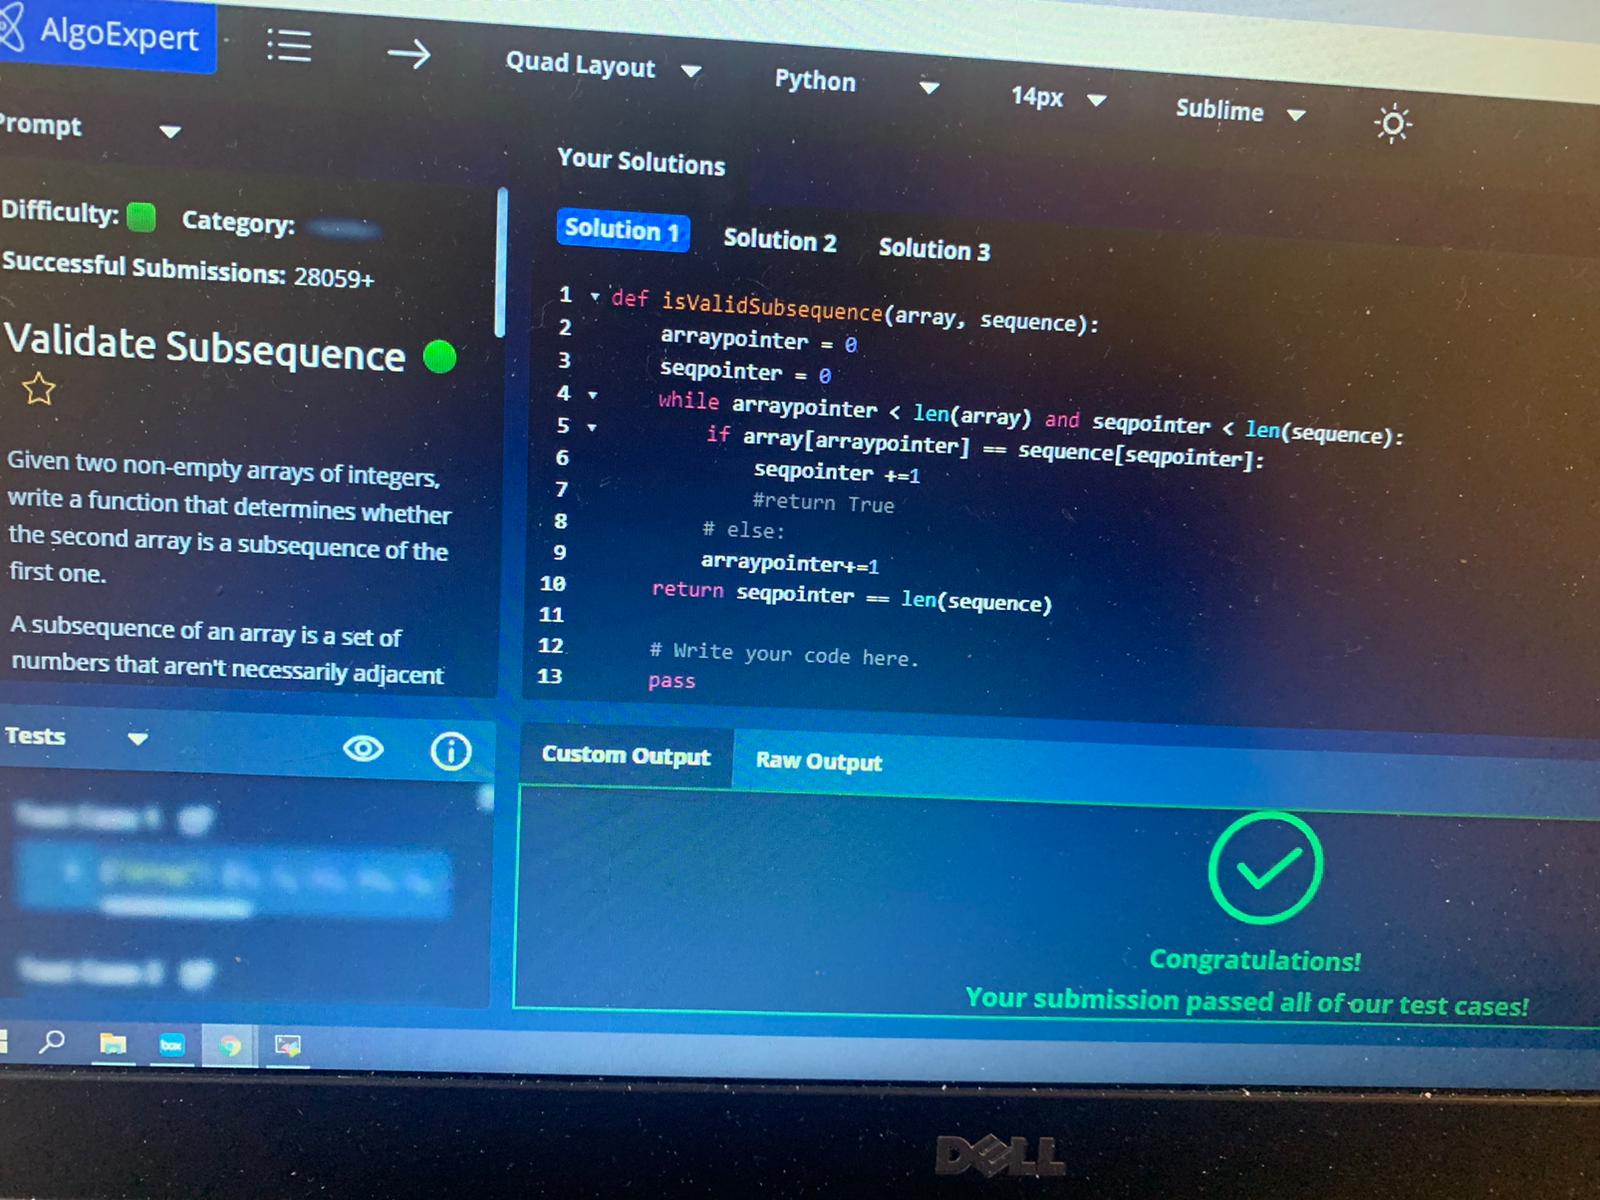 AlgoExpert
Quad Layout
Python
14px
Sublime
Prompt
Difficulty:
Category:
Successful Submissions: 28059+
Validate Subsequence
Given two non-empty arrays of integers,
write a function that determines whether
the second array is a subsequence of the
first one.
A subsequence of an array is a set of
numbers that aren't necessarily adjacent
Your Solutions
Solution 1
Solution 2
Solution 3
1 def isValidSubsequence(array, sequence):
2 arraypointer = 0
3 seqpointer = 0
4 while arraypointer < len(array) and seqpointer < len(sequence):
5 if array[arraypointer] == sequence[seqpointer]:
6 seqpointer +=1
7 #return True
8 # else:
9 arraypointer+=1
10 return seqpointer == len(sequence)
11
12 # Write your code here.
13 pass
Tests
Custom Output
Raw Output
Congratulations!
Your submission passed all of our test cases!
box
DELL